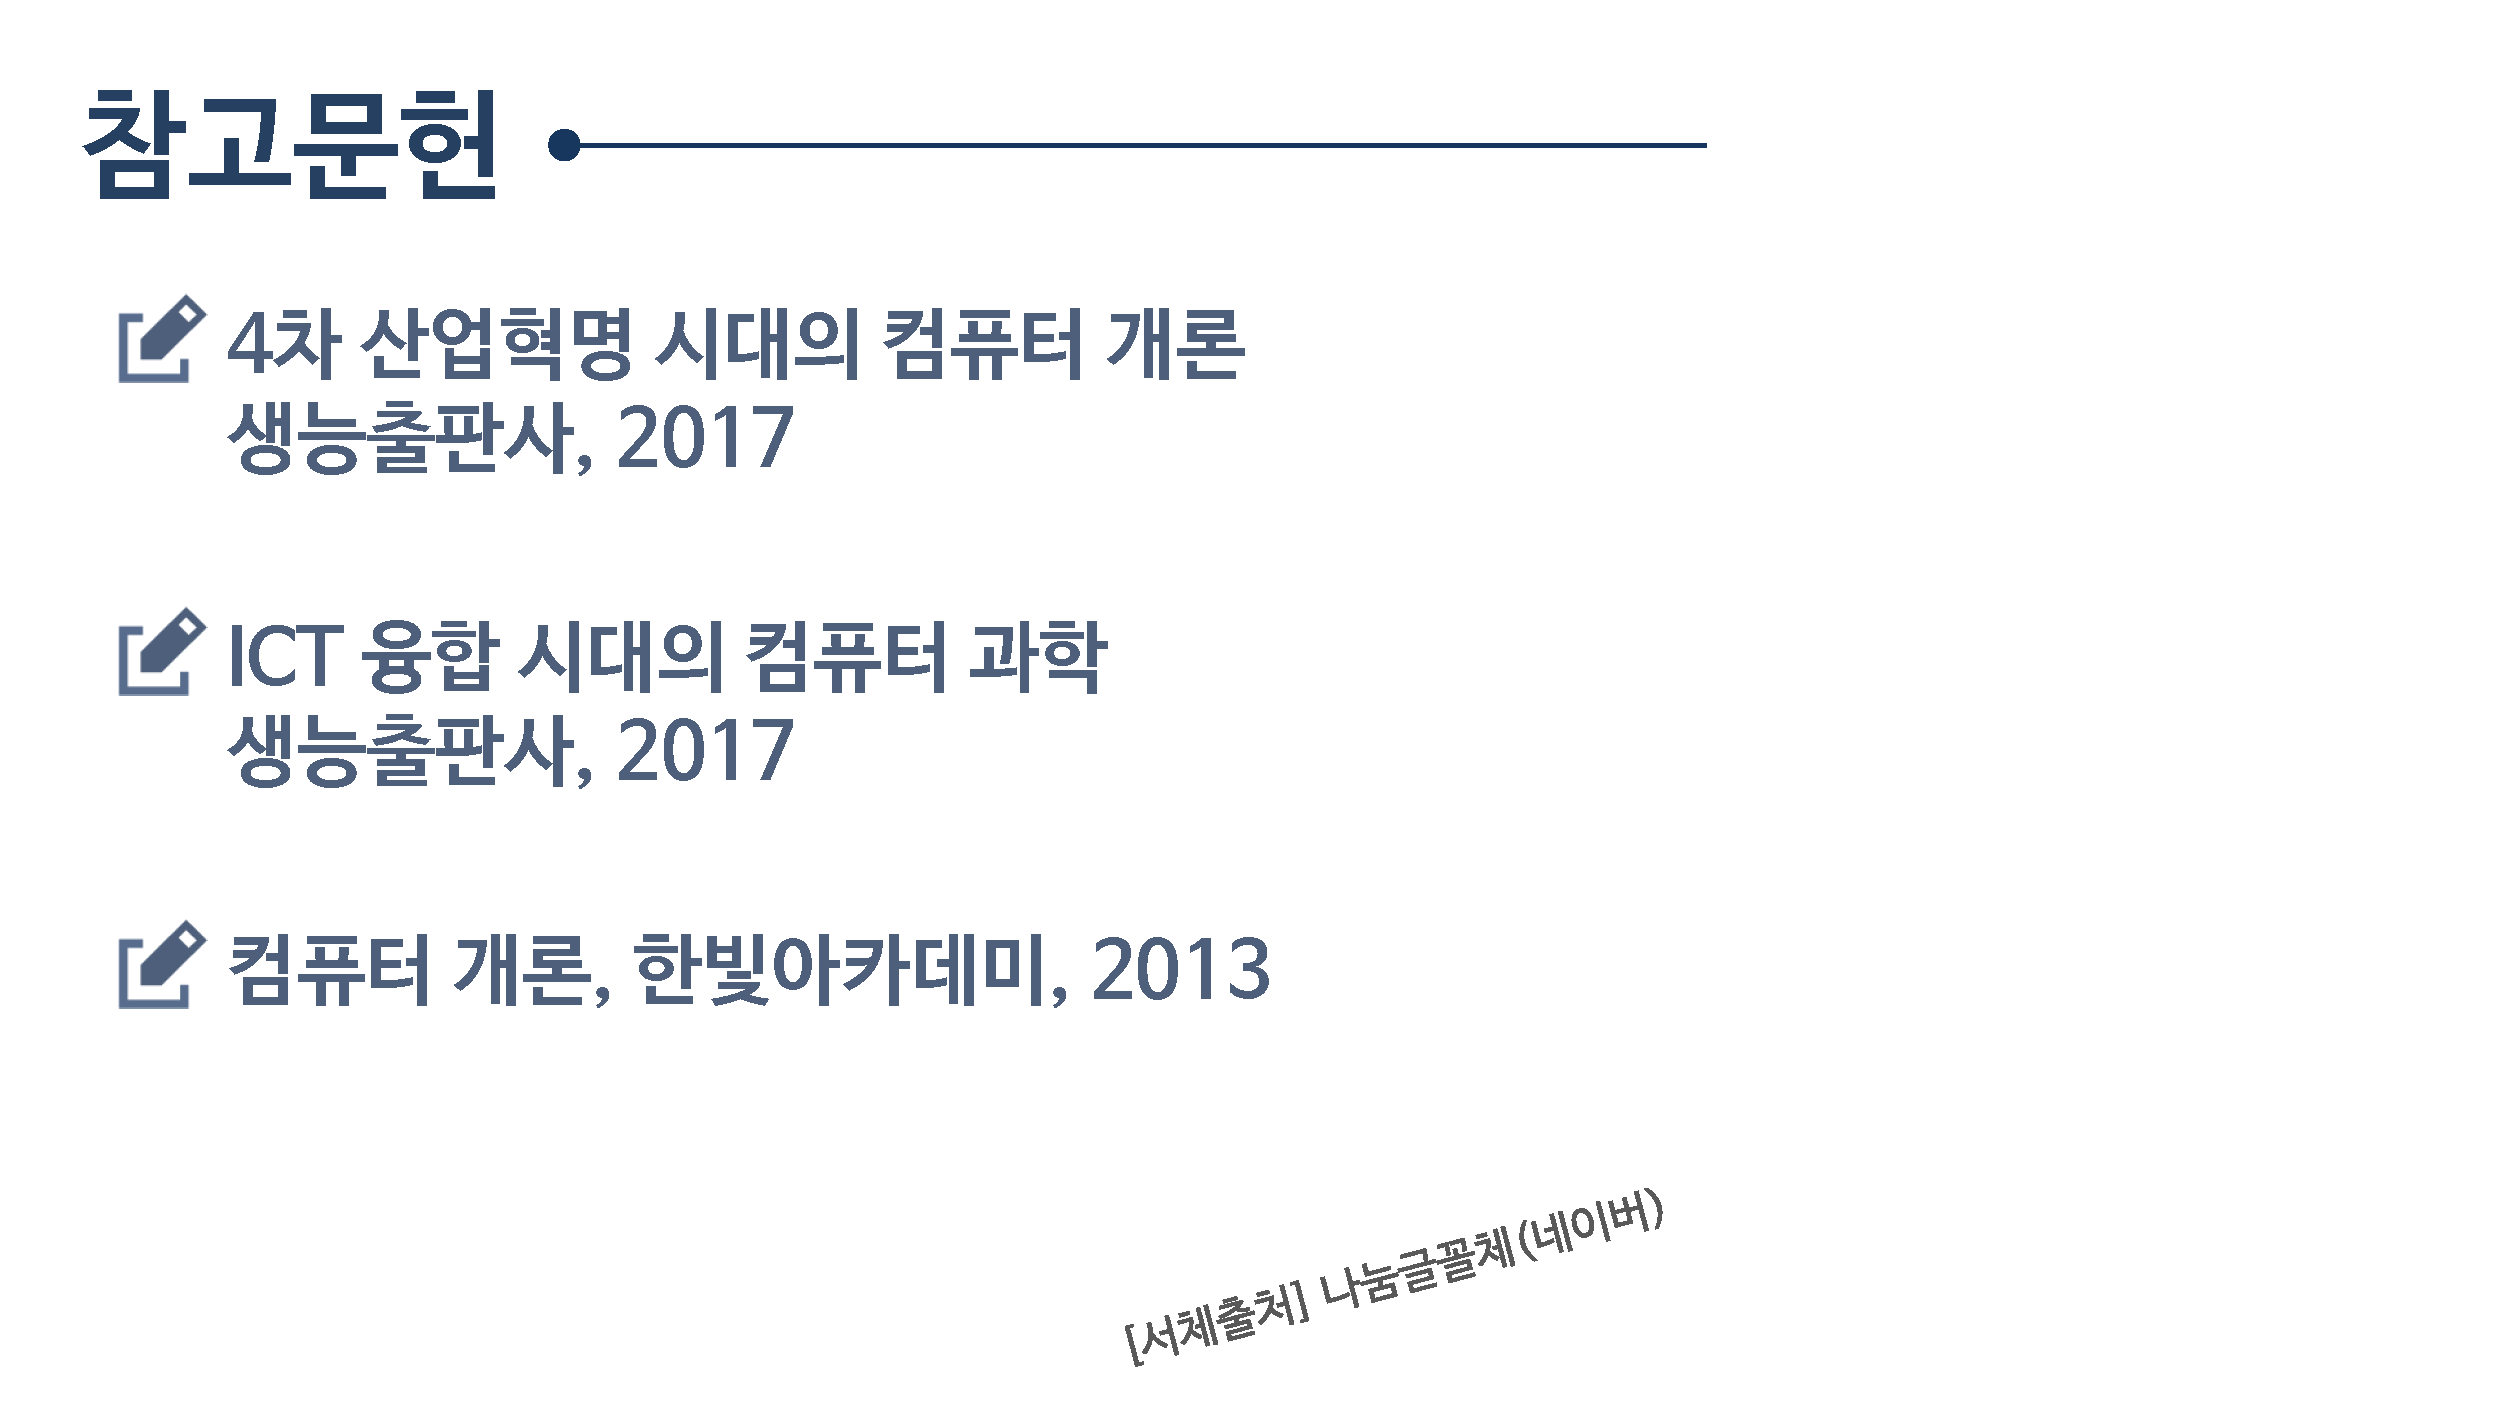 참고문헌
4차 산업혁명 시대의 컴퓨터 개론
생능출판사, 2017
ICT 융합 시대의 컴퓨터 과학
생능출판사, 2017
컴퓨터 개론, 한빛아카데미, 2013
[서체출처] 나눔글꼴체(네이버)